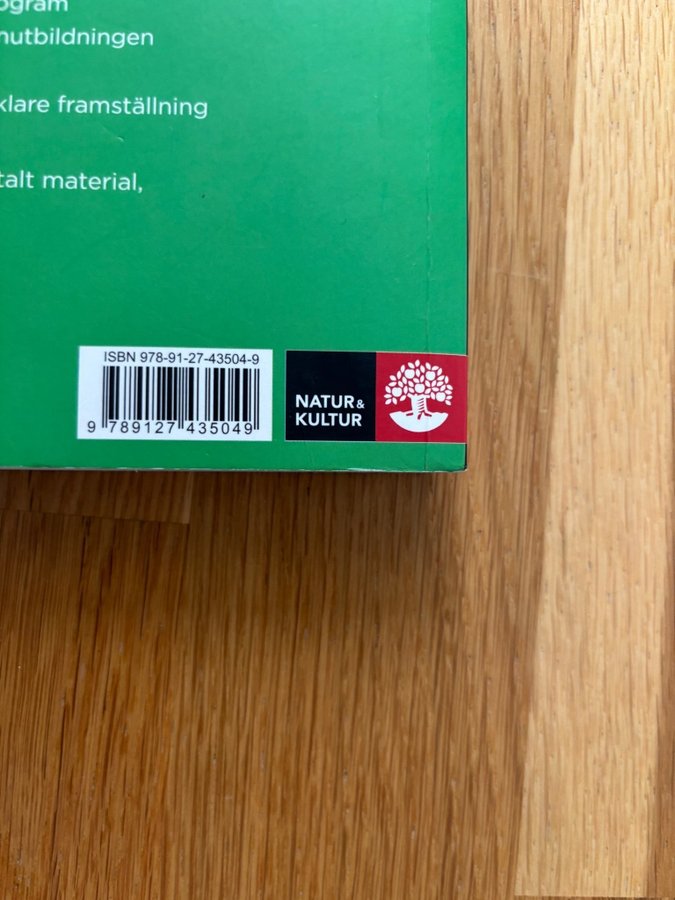 ogram
nutbildningen
klare framställning
talt material,
ISBN 978-91-27-43504-9
9 789127 435049
NATUR &
KULTUR